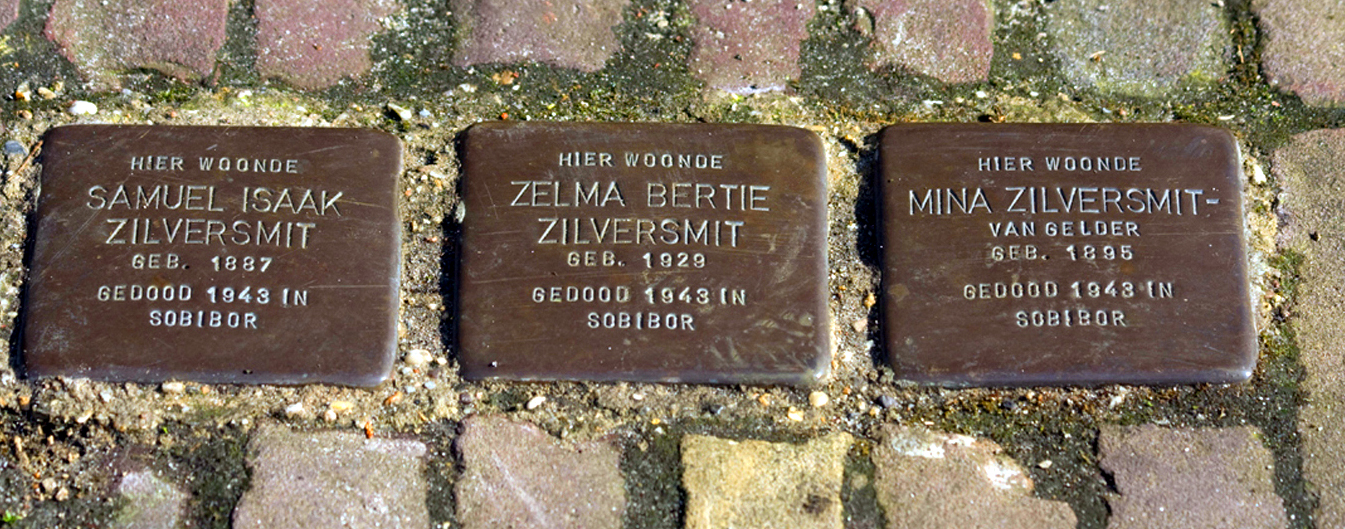 HIER WOONDE
SAMUEL ISAAK
ZILVERSMIT
GEB. 1887
GEDOOD 1943 IN
SOBIBOR
HIER WOONDE
ZELMA BERTIE
ZILVERSMIT
GEB. 1929
GEDOOD 1943 IN
SOBIBOR
HIER WOONDE
MINA ZILVERSMIT-
VAN GELDER
GEB. 1895
GEDOOD 1943 IN
SOBIBOR